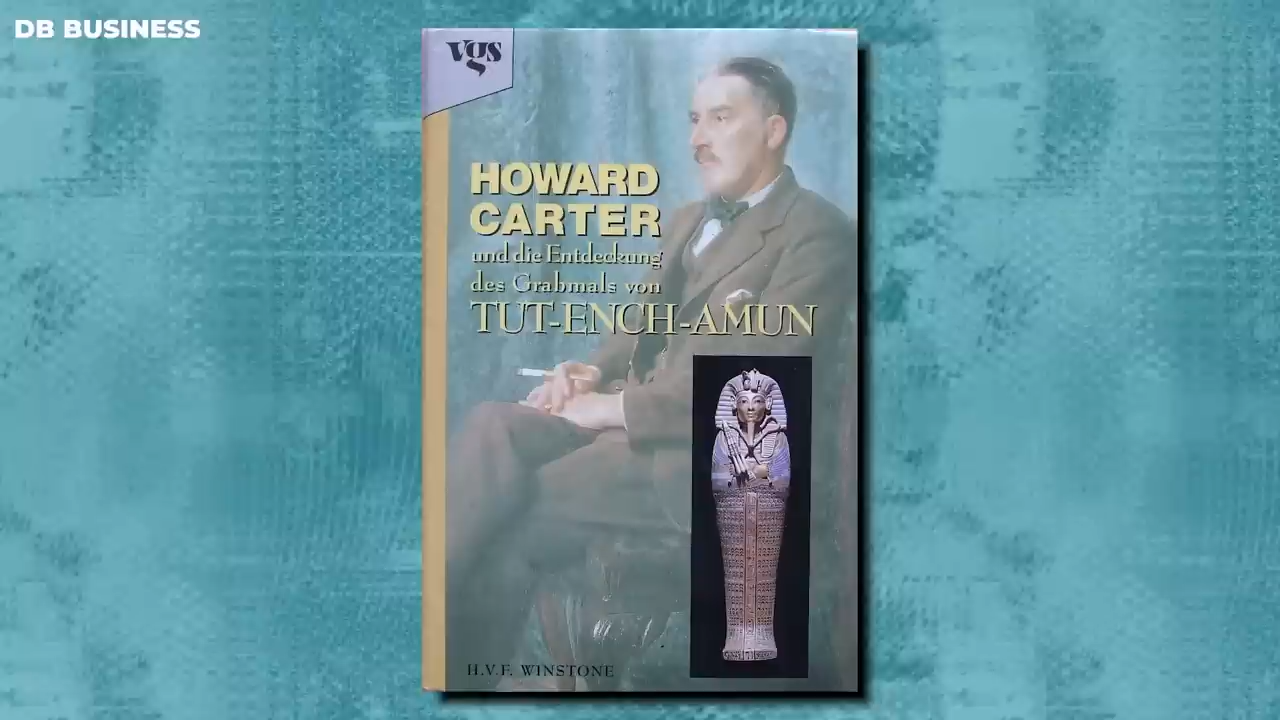 DB BUSINESS
vgs
HOWARD
CARTER
und die Entdeckung
des Grabmals von
TUT-ENCH-AMUN
H.V.F. WINSTONE